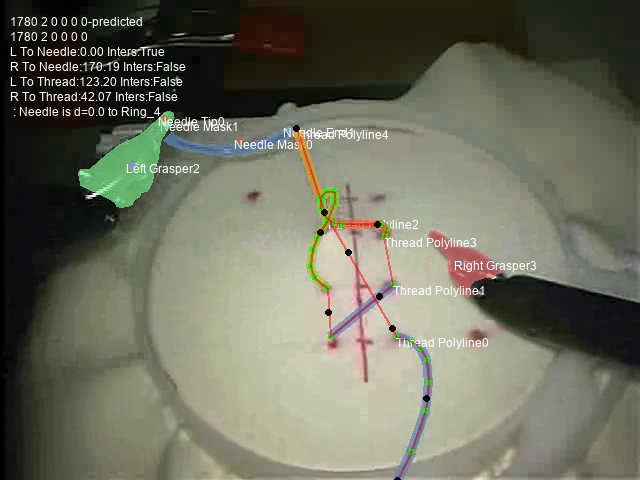 1780 2 0 0 0 0-predicted
1780 2 0 0 0 0
L To Needle:0.00 Inters:True
R To Needle:170.19 Inters:False
L To Thread:123.20 Inters:False
R To Thread:42.07 Inters:False
: Needle is d=0.0 to Ring_4
Needle Tip0
Needle Mask1
Needle End1
Thread Polyline4
Needle Mask0
Left Grasper2
Polyline2
Thread Polyline3
Right Grasper3
Thread Polyline1
Thread Polyline0